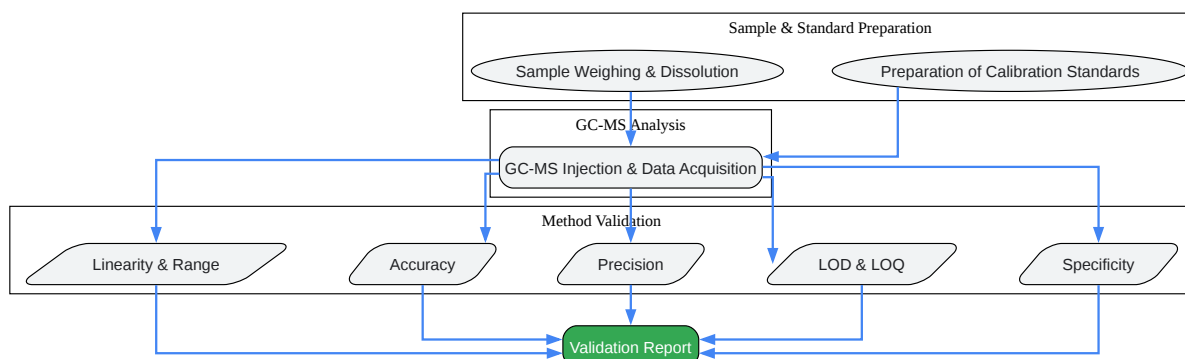 Sample & Standard Preparation
Sample Weighing & Dissolution
Preparation of Calibration Standards
GC-MS Analysis
GC-MS Injection & Data Acquisition
Method Validation
Linearity & Range
Accuracy
Precision
LOD & LOQ
Specificity
Validation Report